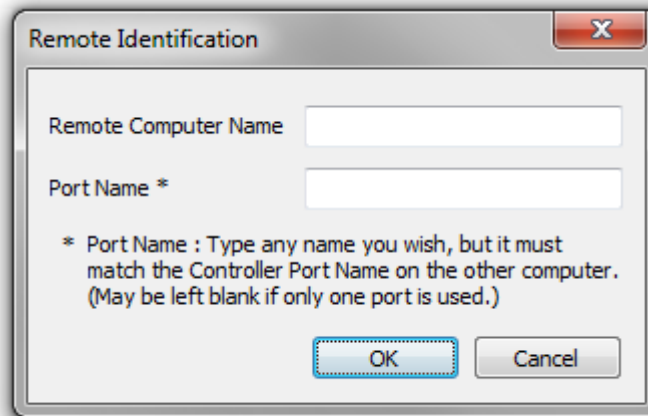 Remote Identification
Remote Computer Name
Port Name *
* Port Name : Type any name you wish, but it must
match the Controller Port Name on the other computer.
(May be left blank if only one port is used.)
OK
Cancel